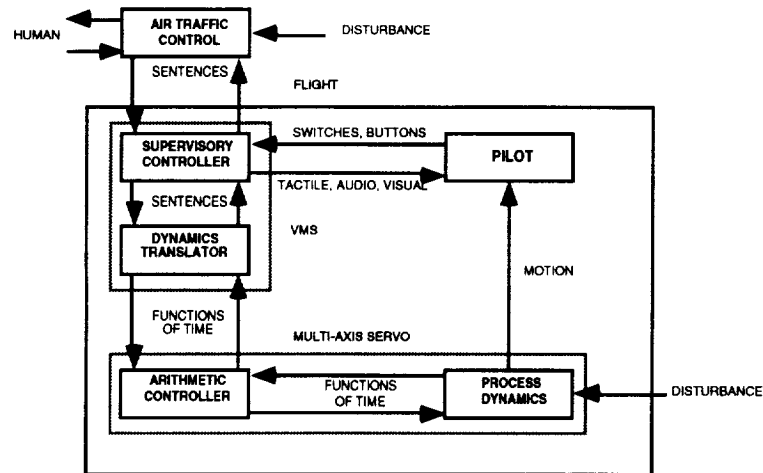 AIR TRAFFIC
CONTROL
HUMAN
DISTURBANCE
SENTENCES
FLIGHT
SWITCHES, BUTTONS
SUPERVISORY
CONTROLLER
PILOT
TACTILE, AUDIO, VISUAL
SENTENCES
VMS
DYNAMICS
TRANSLATOR
MOTION
FUNCTIONS
OF TIME
MULTI-AXIS SERVO
ARITHMETIC
CONTROLLER
FUNCTIONS
OF TIME
PROCESS
DYNAMICS
DISTURBANCE